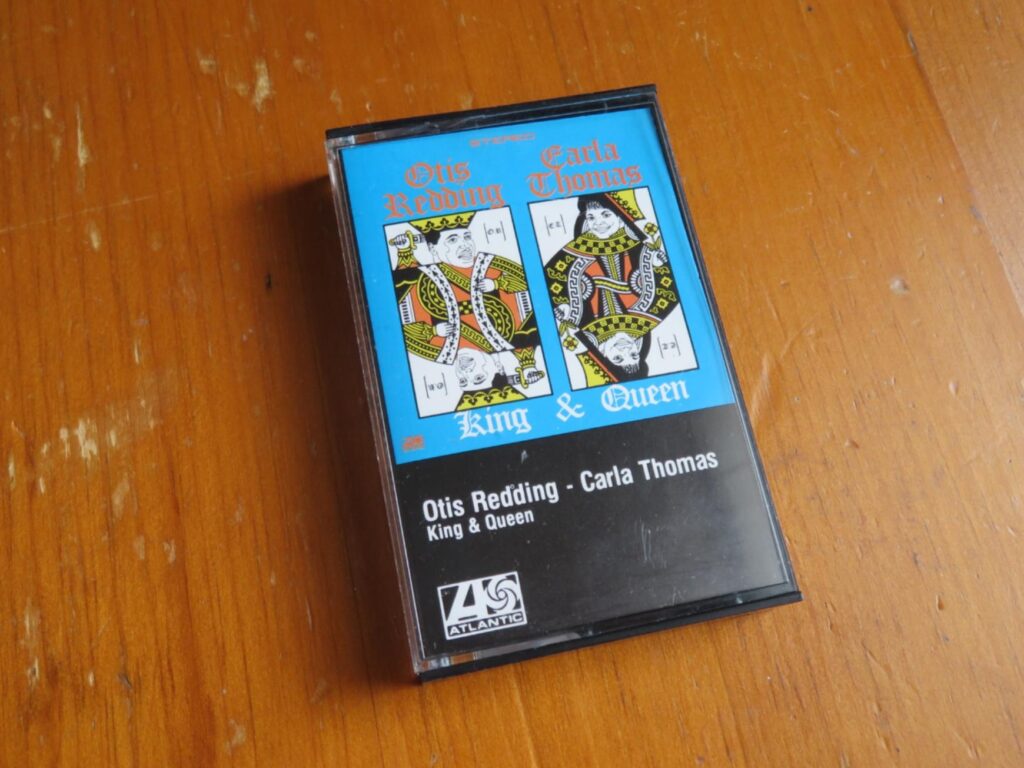 STEREO
Otis Carla
Redding Thomas
King & Queen
Otis Redding - Carla Thomas
King & Queen
ATLANTIC